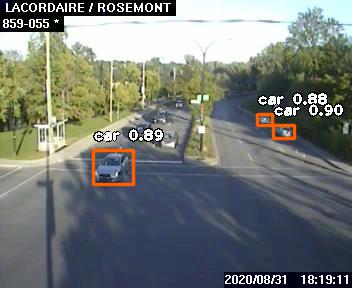 LACORDAIRE / ROSEMONT
859-055 *
car 0.88
car 0.90
car 0.89
2020/08/31 18:19:11